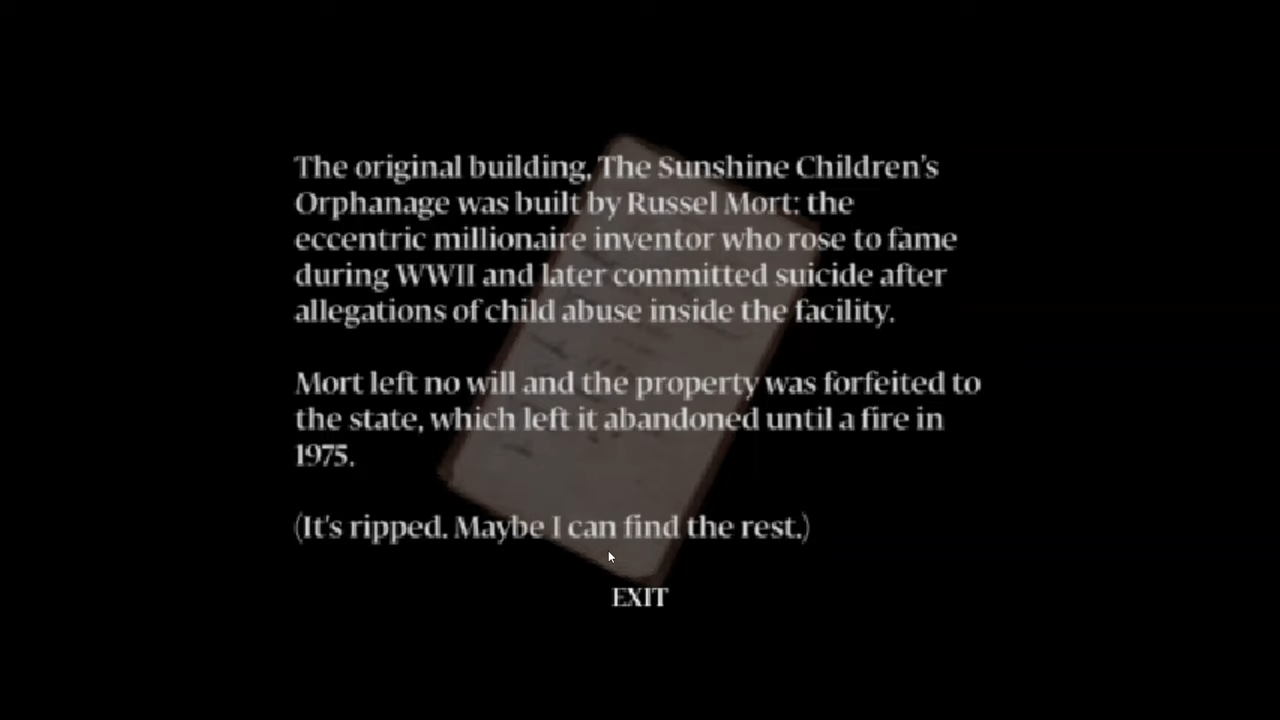 The original building, The Sunshine Children's
Orphanage was built by Russel Mort: the
eccentric millionaire inventor who rose to fame
during WWII and later committed suicide after
allegations of child abuse inside the facility.
Mort left no will and the property was forfeited to
the state, which left it abandoned until a fire in
1975.
(It's ripped. Maybe I can find the rest.)
EXIT